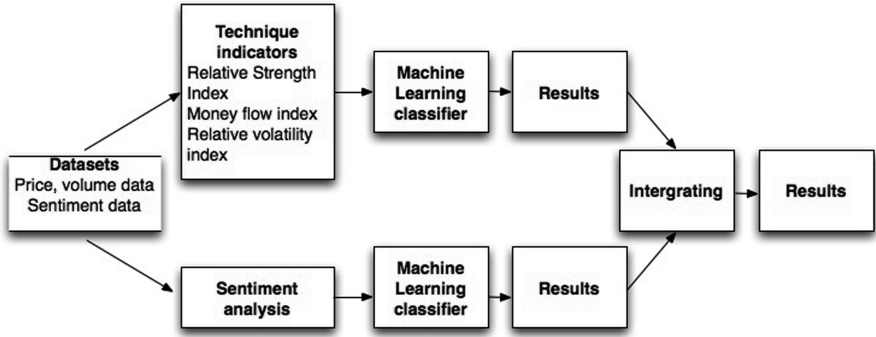 Technique
indicators
Relative Strength
Index
Money flow index
Relative volatility
index
Machine
Learning
classifier
Results
Datasets
Price, volume data
Sentiment data
Intergrating
Results
Sentiment
analysis
Machine
Learning
classifier
Results